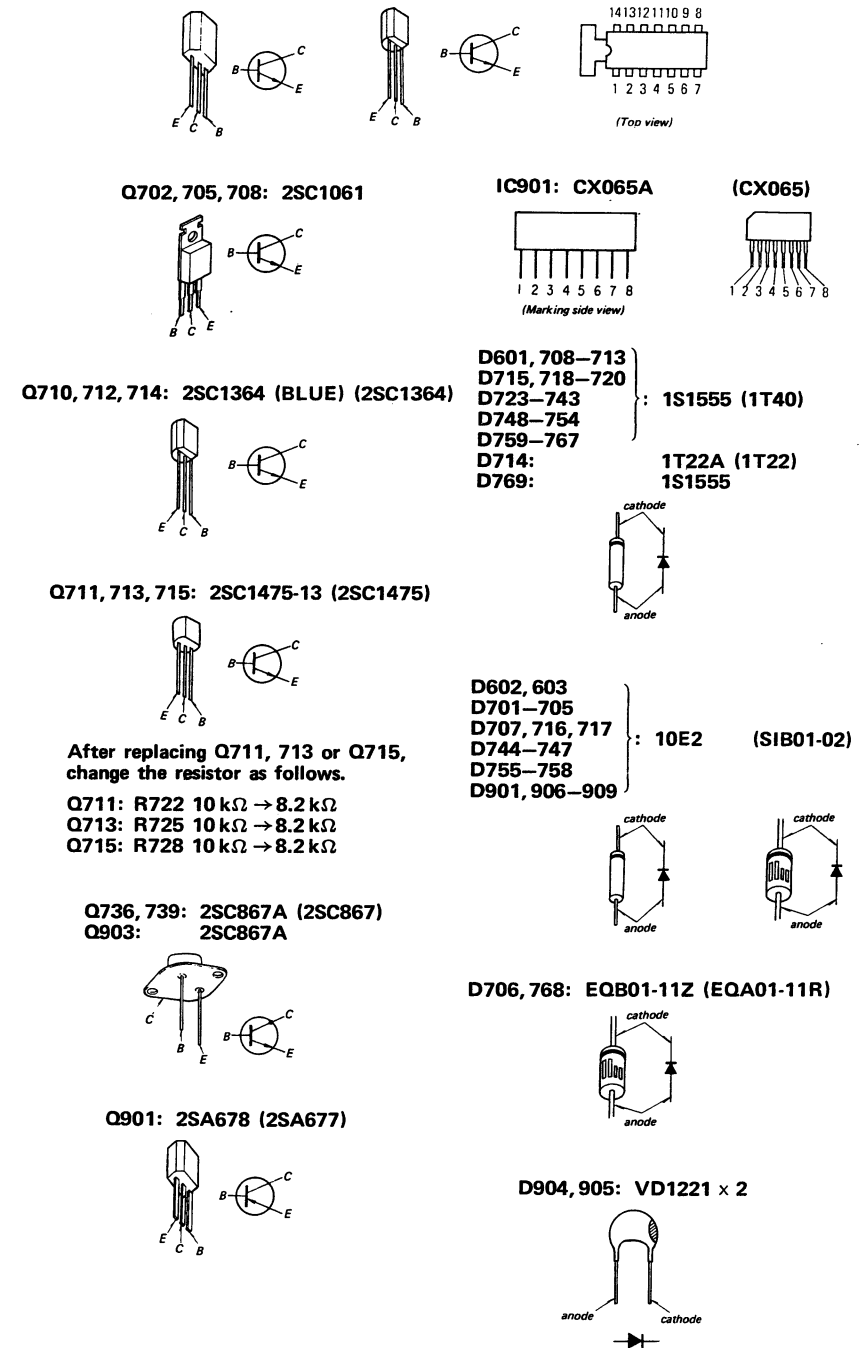 C
B
E
E
C
B
C
B
E
E
C
B
14 13 12 11 10 9 8
1 2 3 4 5 6 7
(Top view)
Q702, 705, 708: 2SC1061
C
B
E
B C E
IC901: CX065A (CX065)
1 2 3 4 5 6 7 8
(Marking side view)
1 2 3 4 5 6 7 8
Q710, 712, 714: 2SC1364 (BLUE) (2SC1364)
C
B
E
E C B
D601, 708–713
D715, 718–720
D723–743 : 1S1555 (1T40)
D748–754
D759–767
D714: 1T22A (1T22)
D769: 1S1555
cathode
anode
Q711, 713, 715: 2SC1475-13 (2SC1475)
C
B
E
E C B
After replacing Q711, 713 or Q715,
change the resistor as follows.
Q711: R722 10 kΩ → 8.2 kΩ
Q713: R725 10 kΩ → 8.2 kΩ
Q715: R728 10 kΩ → 8.2 kΩ
D602, 603
D701–705
D707, 716, 717 : 10E2 (SIB01-02)
D744–747
D755–758
D901, 906–909
cathode
anode
cathode
anode
Q736, 739: 2SC867A (2SC867)
Q903: 2SC867A
C
B
E
C
B
E
D706, 768: EQB01-11Z (EQA01-11R)
cathode
anode
Q901: 2SA678 (2SA677)
C
B
E
E C B
D904, 905: VD1221 × 2
anode
cathode